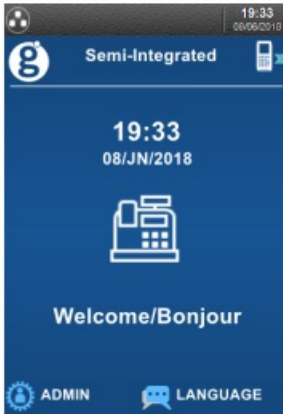 19:33
08/06/2018
g
Semi-Integrated
19:33
08/JN/2018
Welcome/Bonjour
ADMIN
LANGUAGE